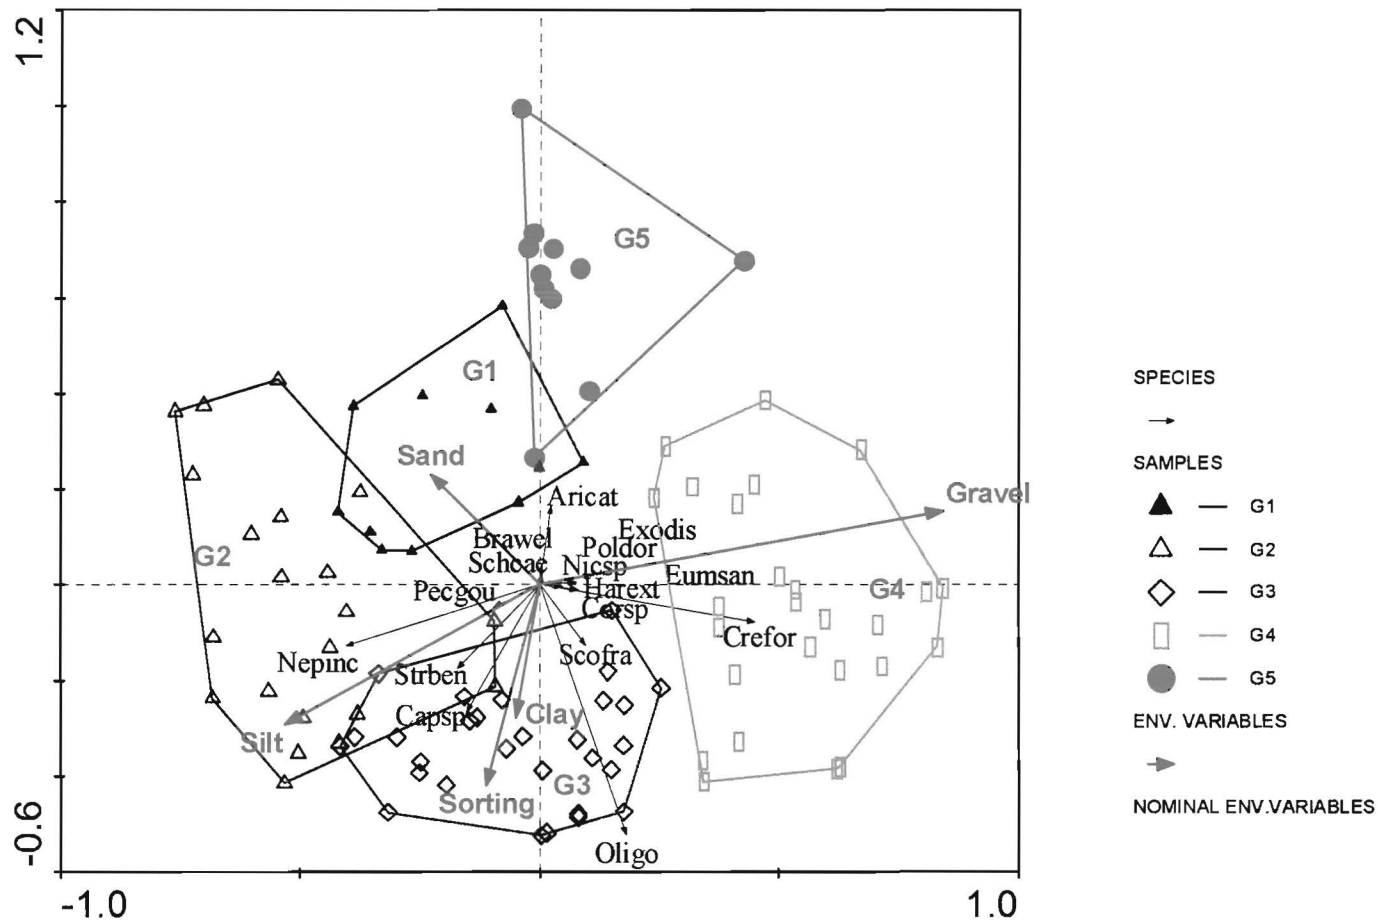 1.2
G5
G1
Sand
Gravel
Aricat
Exodis
Brawel
Poldor
Schcae
Nicsp
G2
Eumsan
Pecgou
Harext
G4
Crefor
Nepinc
Scofra
Strben
Capsp
Clay
Silt
G3
Sorting
Oligo
-0.6
-1.0
1.0
SPECIES
SAMPLES
G1
G2
G3
G4
G5
ENV. VARIABLES
NOMINAL ENV.VARIABLES